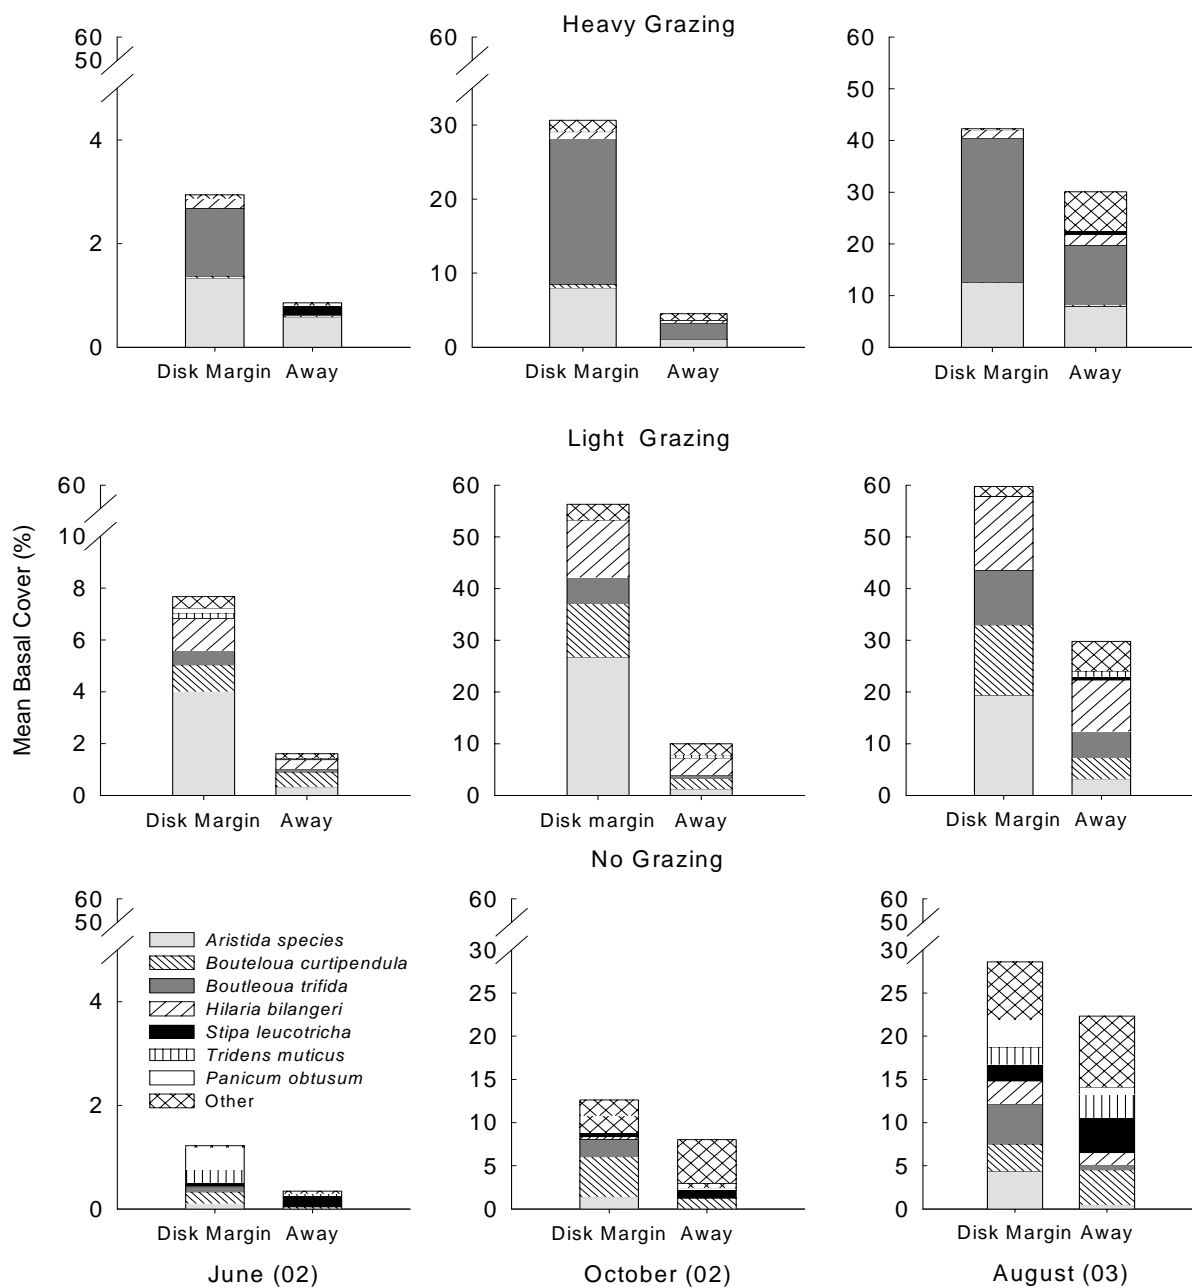 Heavy Grazing
60
50
4
2
0
Disk Margin Away
60
30
20
10
0
Disk Margin Away
60
50
40
30
20
10
0
Disk Margin Away
Light Grazing
Mean Basal Cover (%)
60
10
8
6
4
2
0
Disk Margin Away
60
50
40
30
20
10
0
Disk margin Away
60
50
40
30
20
10
0
Disk Margin Away
No Grazing
60
50
4
2
0
Aristida species
Bouteloua curtipendula
Boutleoua trifida
Hilaria bilangeri
Stipa leucotricha
Tridens muticus
Panicum obtusum
Other
Disk Margin Away
June (02)
60
30
25
20
15
10
5
0
Disk Margin Away
October (02)
60
50
30
25
20
15
10
5
0
Disk Margin Away
August (03)